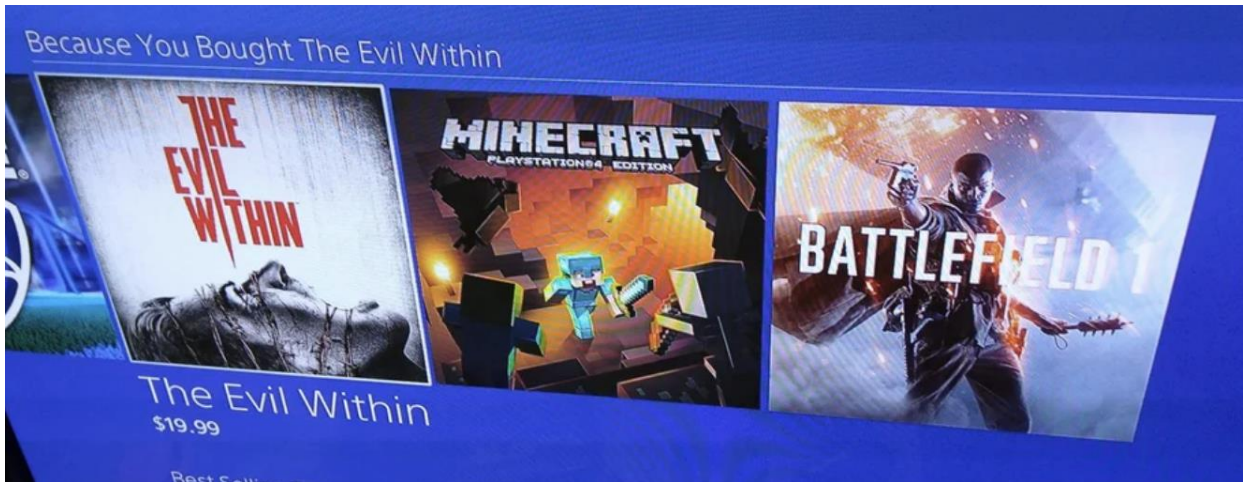 Because You Bought The Evil Within
THE
EVIL
WITHIN
MINECRAFT
PLAYSTATION®4 EDITION
BATTLEFIELD 1
The Evil Within
$19.99
Best